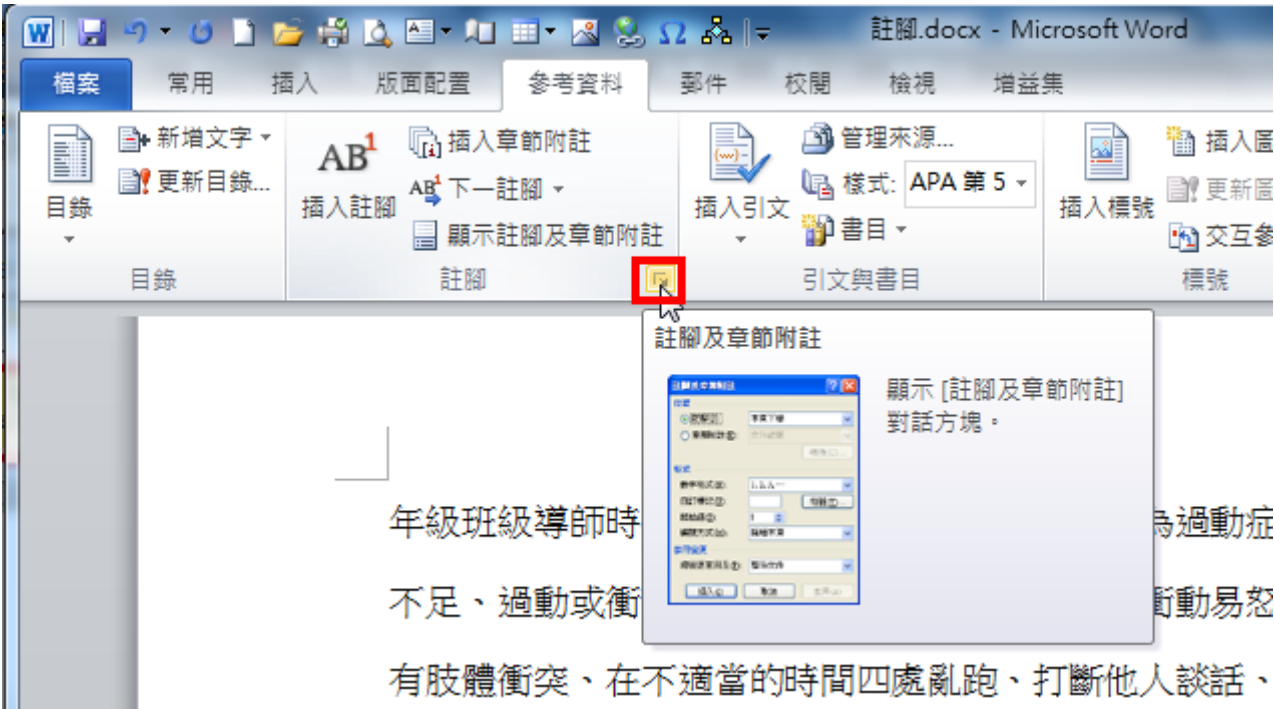 註腳.docx - Microsoft Word
檔案 常用 插入 版面配置 參考資料 郵件 校閱 檢視 增益集
目錄
新增文字
更新目錄...
目錄
AB1
插入註腳
插入章節附註
AB1 下一註腳
顯示註腳及章節附註
註腳
插入引文
管理來源...
樣式: APA 第 5
書目
引文與書目
插入標號
插入圖
更新圖
交互參
標號
註腳及章節附註
顯示 [註腳及章節附註]
對話方塊。
年級班級導師時 為過動症
不足、過動或衝 衝動易怒
有肢體衝突、在不適當的時間四處亂跑、打斷他人談話、